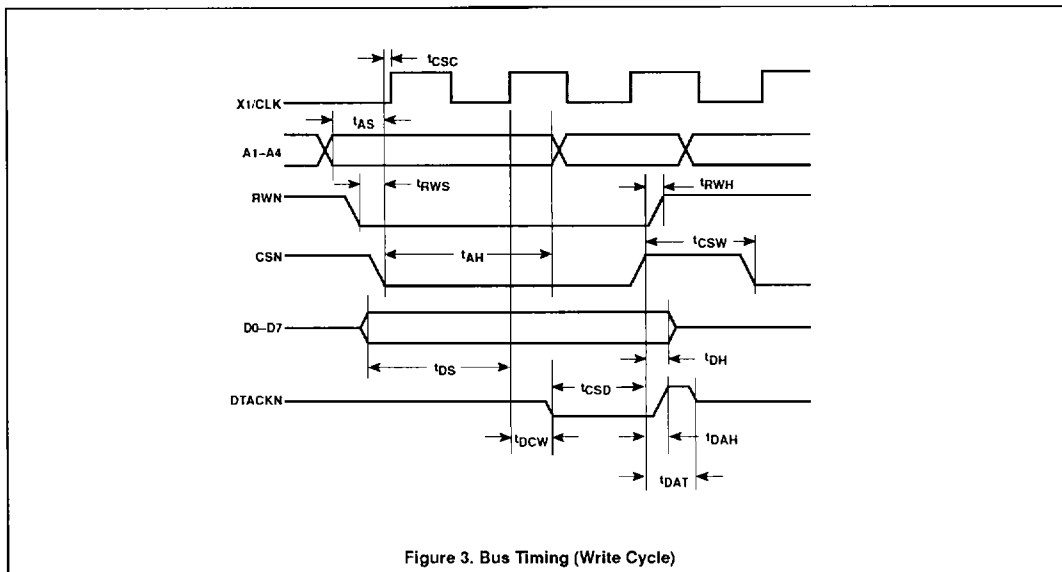 tCSC
X1/CLK
tAS
A1–A4
tRWS
tRWH
RWN
tCSW
tAH
CSN
D0–D7
tDS
tCSD
tDH
DTACKN
tDCW
tDAH
tDAT
Figure 3. Bus Timing (Write Cycle)